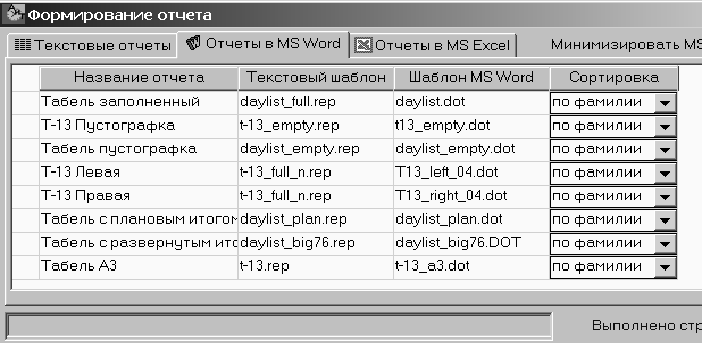 Формирование отчета
Текстовые отчеты Отчеты в MS Word Отчеты в MS Excel Минимизировать MS
Название отчета Текстовый шаблон Шаблон MS Word Сортировка
Табель заполненный daylist_full.rep daylist.dot по фамилии
Т-13 Пустографка t-13_empty.rep t13_empty.dot по фамилии
Табель пустографка daylist_empty.rep daylist_empty.dot по фамилии
Т-13 Левая t-13_full_n.rep T13_left_04.dot по фамилии
Т-13 Правая t-13_full_n.rep T13_right_04.dot по фамилии
Табель с плановым итогом daylist_plan.rep daylist_plan.dot по фамилии
Табель с развернутым ито daylist_big76.rep daylist_big76.DOT по фамилии
Табель А3 t-13.rep t-13_a3.dot по фамилии
Выполнено стр